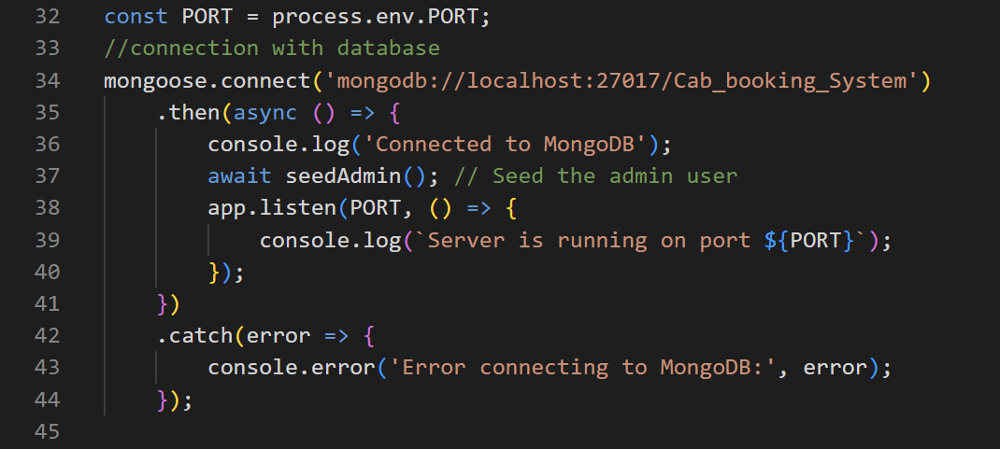 32 const PORT = process.env.PORT;
33 //connection with database
34 mongoose.connect('mongodb://localhost:27017/Cab_booking_System')
35     .then(async () => {
36         console.log('Connected to MongoDB');
37         await seedAdmin(); // Seed the admin user
38         app.listen(PORT, () => {
39             console.log(`Server is running on port ${PORT}`);
40         });
41     })
42     .catch(error => {
43         console.error('Error connecting to MongoDB:', error);
44     });
45